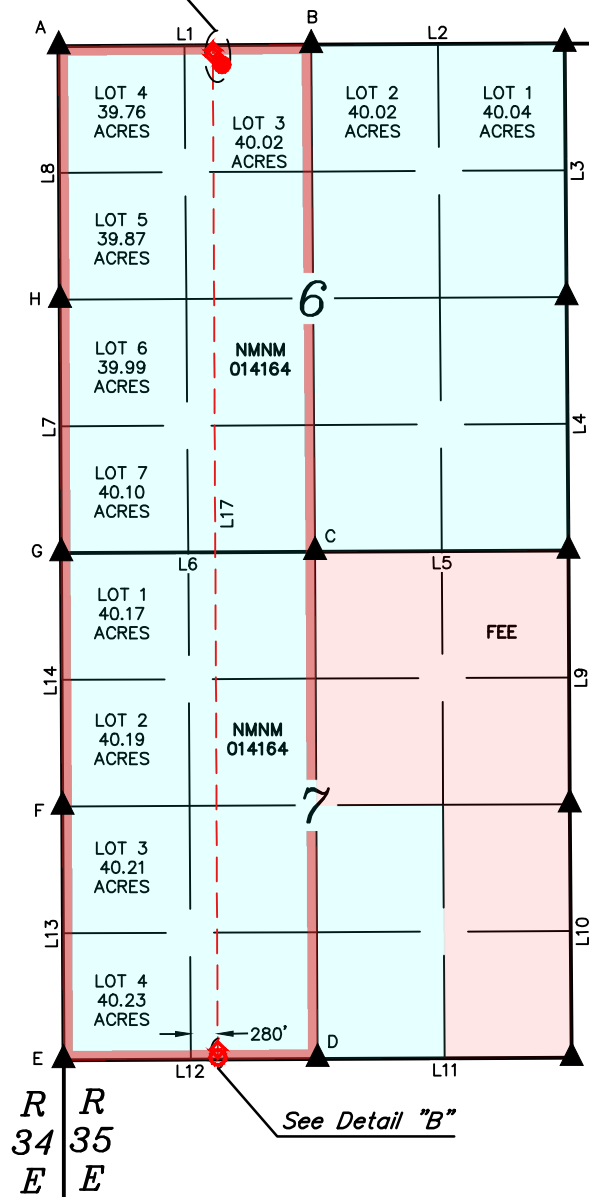 A
L1
B
L2
LOT 4
39.76
ACRES
LOT 3
40.02
ACRES
LOT 2
40.02
ACRES
LOT 1
40.04
ACRES
L8
L3
LOT 5
39.87
ACRES
H
6
LOT 6
39.99
ACRES
NMNM
014164
L7
L4
LOT 7
40.10
ACRES
L17
G
L6
C
L5
LOT 1
40.17
ACRES
FEE
L14
L9
LOT 2
40.19
ACRES
NMNM
014164
F
7
LOT 3
40.21
ACRES
L13
L10
LOT 4
40.23
ACRES
280'
E
L12
D
L11
R R
34 35
E E
See Detail "B"